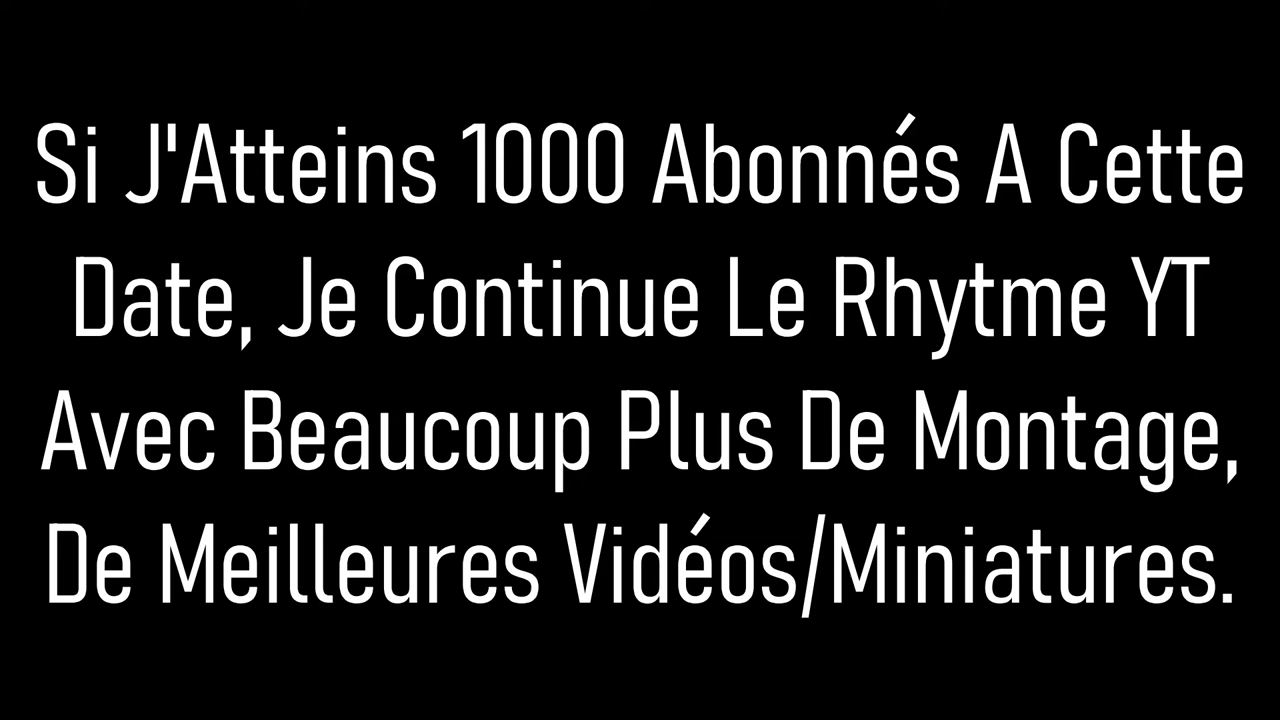 Si J'Atteins 1000 Abonnés A Cette
Date, Je Continue Le Rhytme YT
Avec Beaucoup Plus De Montage,
De Meilleures Vidéos/Miniatures.